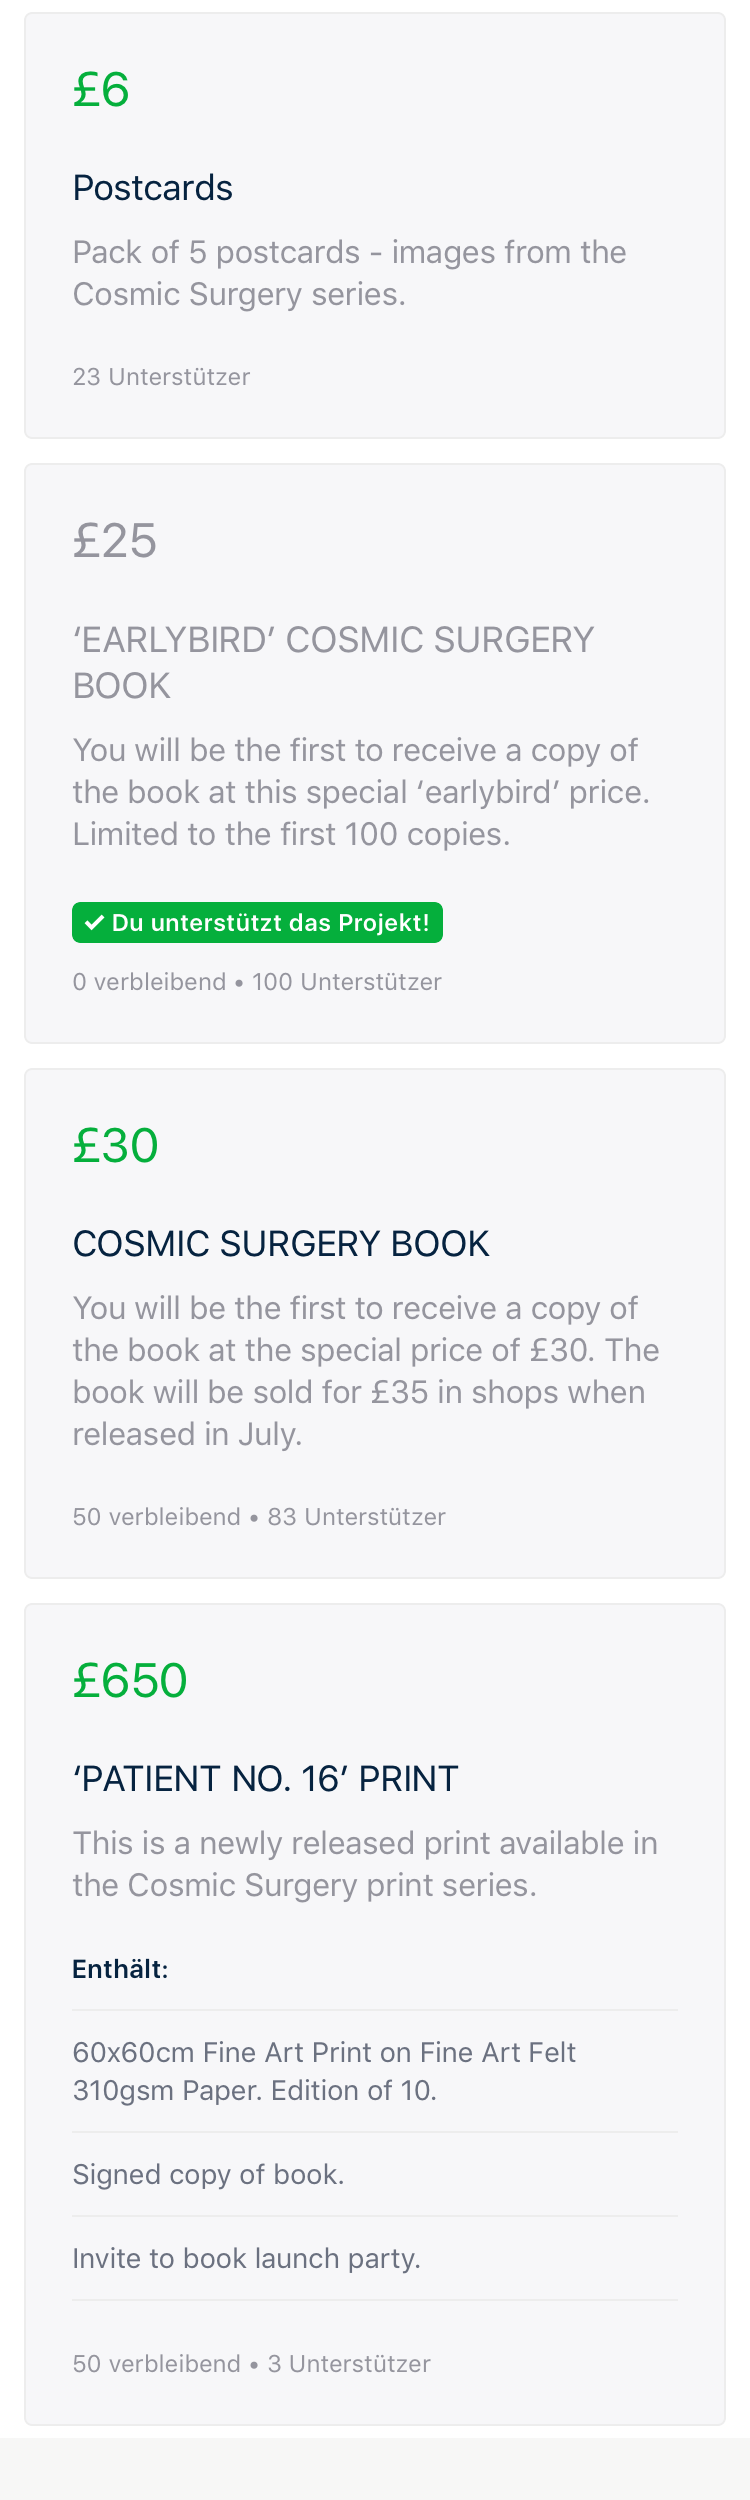 £6
Postcards
Pack of 5 postcards - images from the
Cosmic Surgery series.
23 Unterstützer
£25
‘EARLYBIRD’ COSMIC SURGERY
BOOK
You will be the first to receive a copy of
the book at this special ‘earlybird’ price.
Limited to the first 100 copies.
✓ Du unterstützt das Projekt!
0 verbleibend • 100 Unterstützer
£30
COSMIC SURGERY BOOK
You will be the first to receive a copy of
the book at the special price of £30. The
book will be sold for £35 in shops when
released in July.
50 verbleibend • 83 Unterstützer
£650
‘PATIENT NO. 16’ PRINT
This is a newly released print available in
the Cosmic Surgery print series.
Enthält:
60x60cm Fine Art Print on Fine Art Felt
310gsm Paper. Edition of 10.
Signed copy of book.
Invite to book launch party.
50 verbleibend • 3 Unterstützer